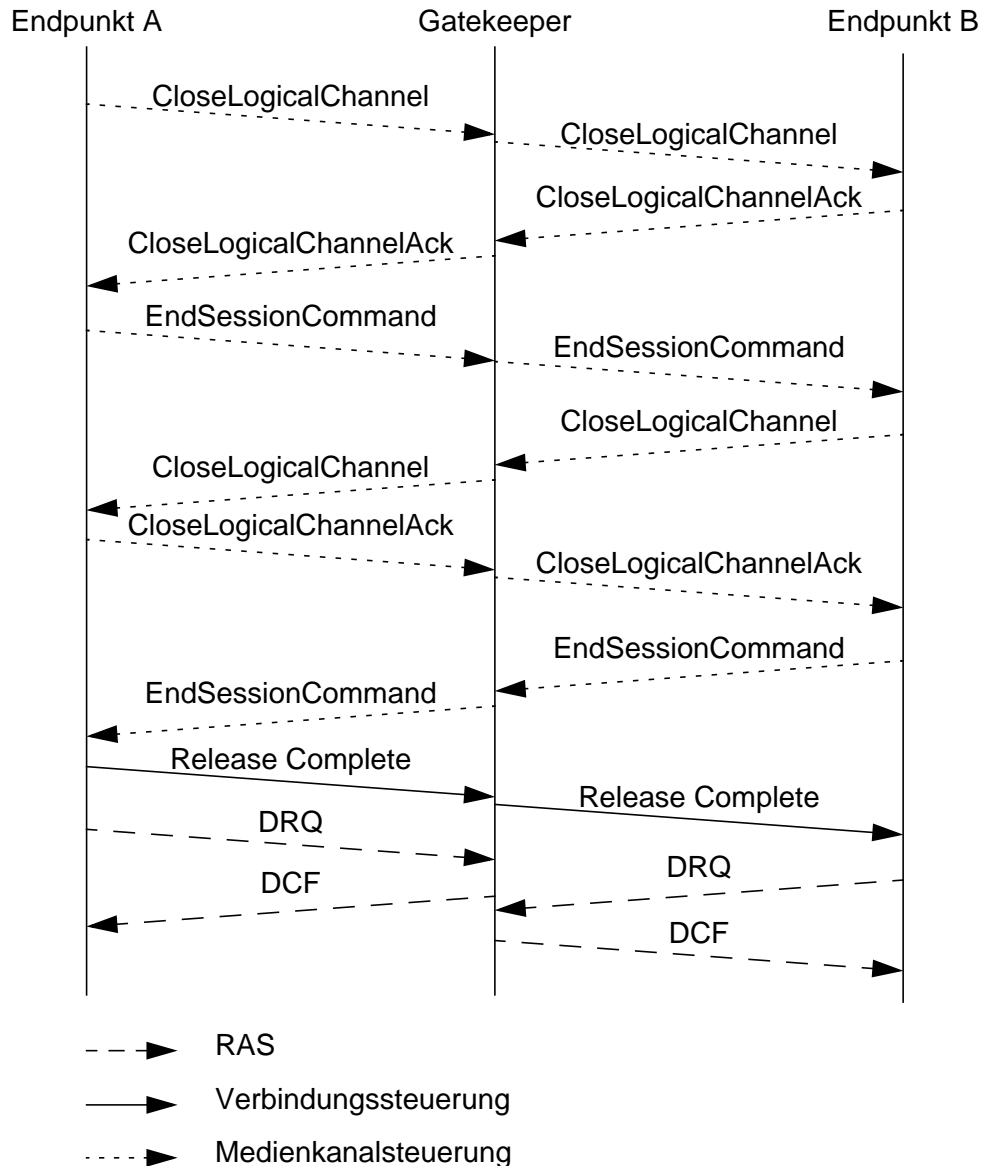 Endpunkt A Gatekeeper Endpunkt B
CloseLogicalChannel
CloseLogicalChannel
CloseLogicalChannelAck
CloseLogicalChannelAck
EndSessionCommand
EndSessionCommand
CloseLogicalChannel
CloseLogicalChannel
CloseLogicalChannelAck
CloseLogicalChannelAck
EndSessionCommand
EndSessionCommand
Release Complete
Release Complete
DRQ
DRQ
DCF
DCF
RAS
Verbindungssteuerung
Medienkanalsteuerung